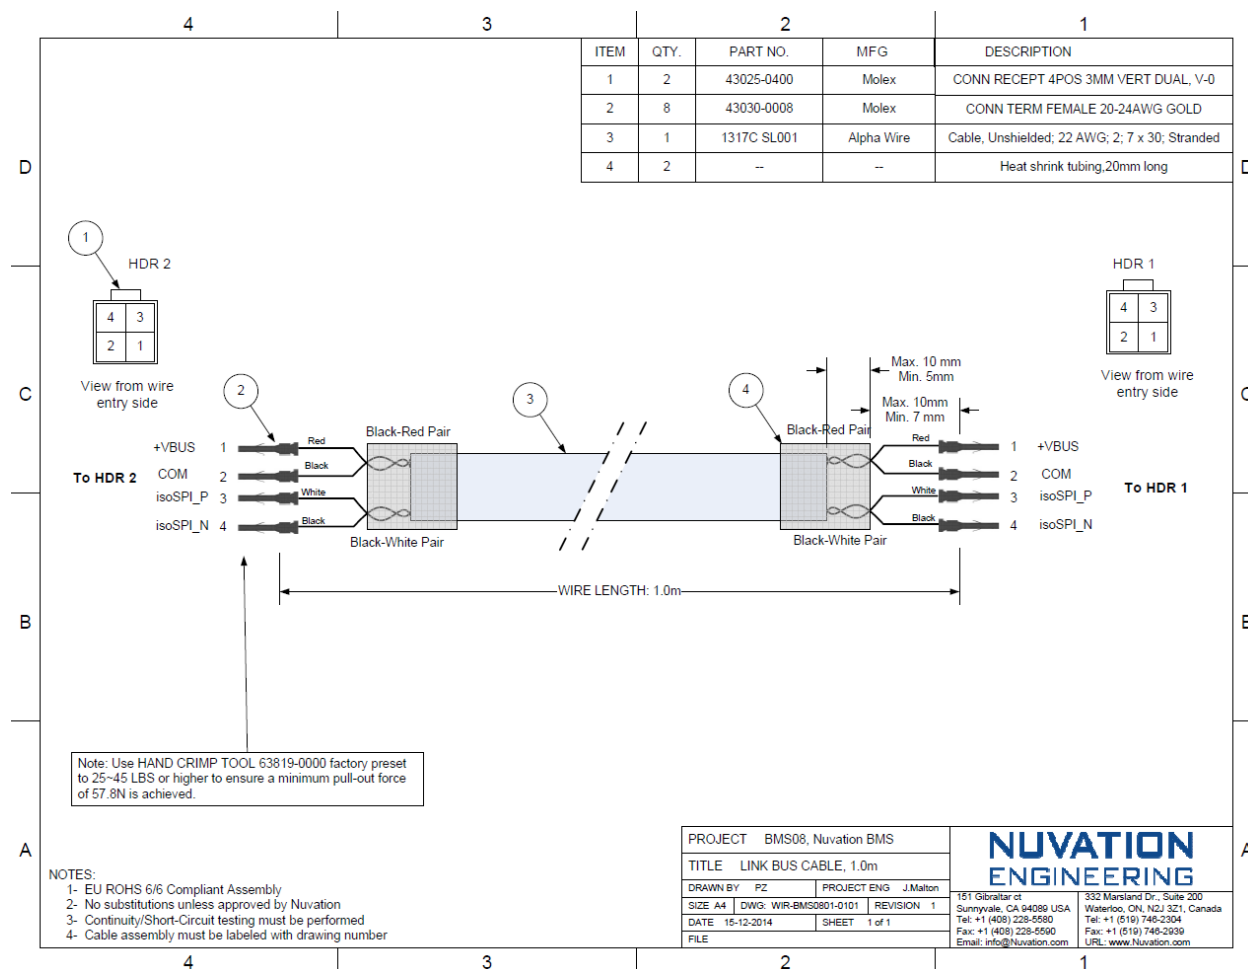 4 3 2 1
ITEM QTY. PART NO. MFG DESCRIPTION
1 2 43025-0400 Molex CONN RECEPT 4POS 3MM VERT DUAL, V-0
2 8 43030-0008 Molex CONN TERM FEMALE 20-24AWG GOLD
3 1 1317C SL001 Alpha Wire Cable, Unshielded; 22 AWG; 2; 7 x 30; Stranded
4 2 -- -- Heat shrink tubing,20mm long
D D
1
HDR 2
4 3
2 1
View from wire
entry side
HDR 1
4 3
2 1
View from wire
entry side
C C
2
3
4
Max. 10 mm
Min. 5mm
Max. 10mm
Min. 7 mm
Black-Red Pair
Black-Red Pair
+VBUS 1 Red
COM 2 Black
To HDR 2
isoSPI_P 3 White
isoSPI_N 4 Black
Black-White Pair
Red 1 +VBUS
Black 2 COM
To HDR 1
White 3 isoSPI_P
Black 4 isoSPI_N
Black-White Pair
WIRE LENGTH: 1.0m
B B
Note: Use HAND CRIMP TOOL 63819-0000 factory preset
to 25~45 LBS or higher to ensure a minimum pull-out force
of 57.8N is achieved.
A A
NOTES:
1- EU ROHS 6/6 Compliant Assembly
2- No substitutions unless approved by Nuvation
3- Continuity/Short-Circuit testing must be performed
4- Cable assembly must be labeled with drawing number
PROJECT BMS08, Nuvation BMS
TITLE LINK BUS CABLE, 1.0m
DRAWN BY PZ PROJECT ENG J.Malton
SIZE A4 DWG: WIR-BMS0801-0101 REVISION 1
DATE 15-12-2014 SHEET 1 of 1
FILE
NUVATION
ENGINEERING
151 Gibraltar ct
Sunnyvale, CA 94089 USA
Tel: +1 (408) 228-5580
Fax: +1 (408) 228-5590
Email: info@Nuvation.com
332 Marsland Dr., Suite 200
Waterloo, ON, N2J 3Z1, Canada
Tel: +1 (519) 746-2304
Fax: +1 (519) 746-2939
URL: www.Nuvation.com
4 3 2 1